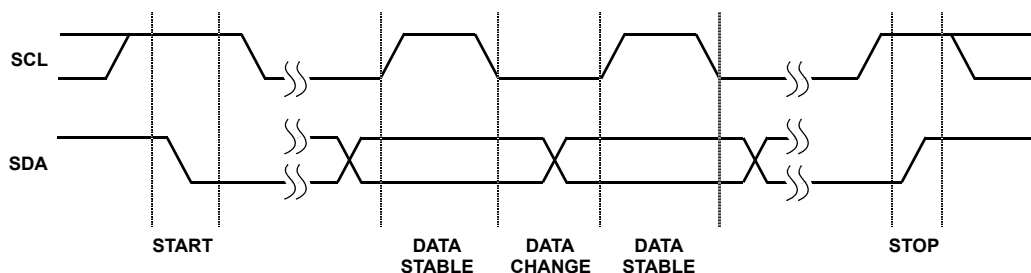 SCL
SDA
START
DATA
STABLE
DATA
CHANGE
DATA
STABLE
STOP